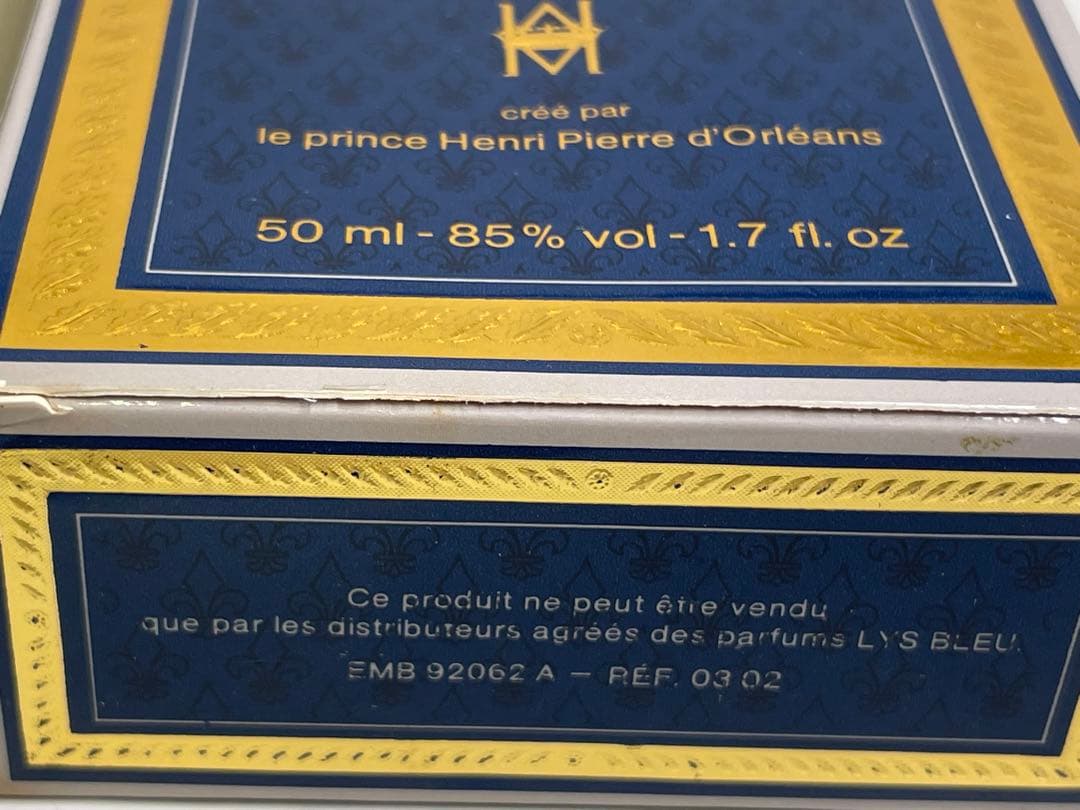 créé par
le prince Henri Pierre d'Orléans
50 ml - 85% vol - 1.7 fl. oz
Ce produit ne peut être vendu
que par les distributeurs agréés des parfums LYS BLEU.
EMB 92062 A — RÉF. 03 02